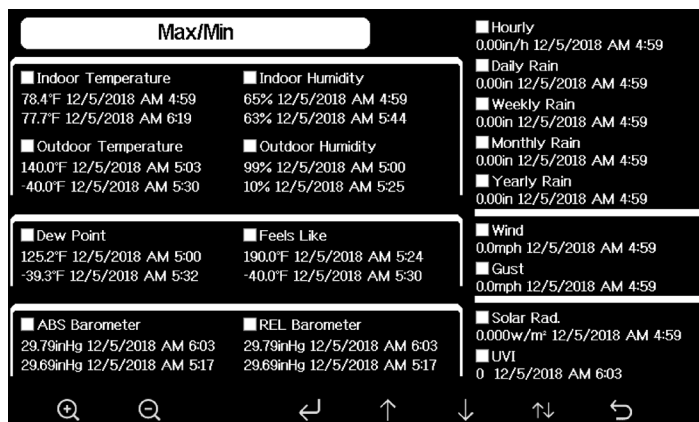 Max/Min
Indoor Temperature
78.4°F 12/5/2018 AM 4:59
77.7°F 12/5/2018 AM 6:19
Indoor Humidity
65% 12/5/2018 AM 4:59
63% 12/5/2018 AM 5:44
Outdoor Temperature
140.0°F 12/5/2018 AM 5:03
-40.0°F 12/5/2018 AM 5:30
Outdoor Humidity
99% 12/5/2018 AM 5:00
10% 12/5/2018 AM 5:25
Dew Point
125.2°F 12/5/2018 AM 5:00
-39.3°F 12/5/2018 AM 5:32
Feels Like
190.0°F 12/5/2018 AM 5:24
-40.0°F 12/5/2018 AM 5:30
ABS Barometer
29.79inHg 12/5/2018 AM 6:03
29.69inHg 12/5/2018 AM 5:17
REL Barometer
29.79inHg 12/5/2018 AM 6:03
29.69inHg 12/5/2018 AM 5:17
Hourly
0.00in/h 12/5/2018 AM 4:59
Daily Rain
0.00in 12/5/2018 AM 4:59
Weekly Rain
0.00in 12/5/2018 AM 4:59
Monthly Rain
0.00in 12/5/2018 AM 4:59
Yearly Rain
0.00in 12/5/2018 AM 4:59
Wind
0.0mph 12/5/2018 AM 4:59
Gust
0.0mph 12/5/2018 AM 4:59
Solar Rad.
0.000w/m² 12/5/2018 AM 4:59
UVI
0 12/5/2018 AM 6:03